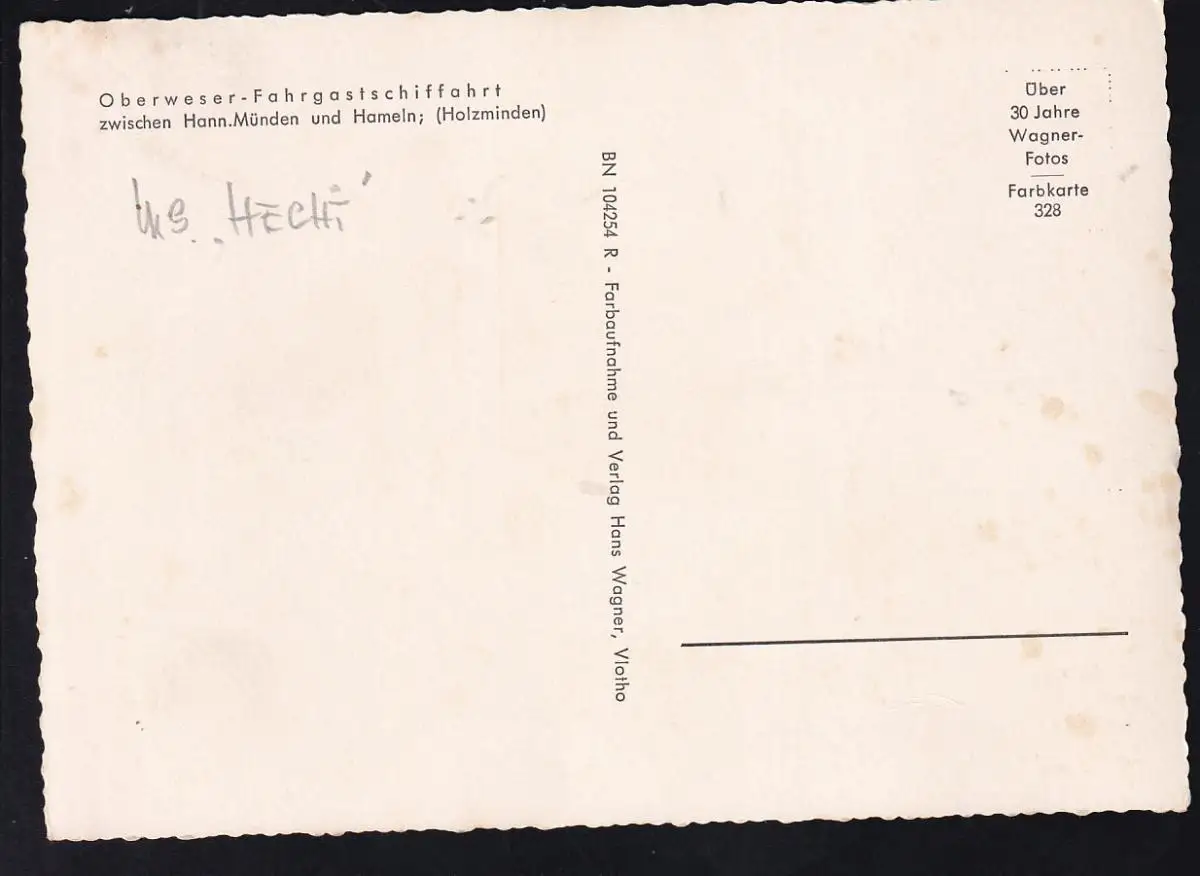 Oberweser-Fahrgastschiffahrt
zwischen Hann.Münden und Hameln; (Holzminden)
MS „HECHT"
BN 104254 R - Farbaufnahme und Verlag Hans Wagner, Vlotho
Über
30 Jahre
Wagner-
Fotos
Farbkarte
328